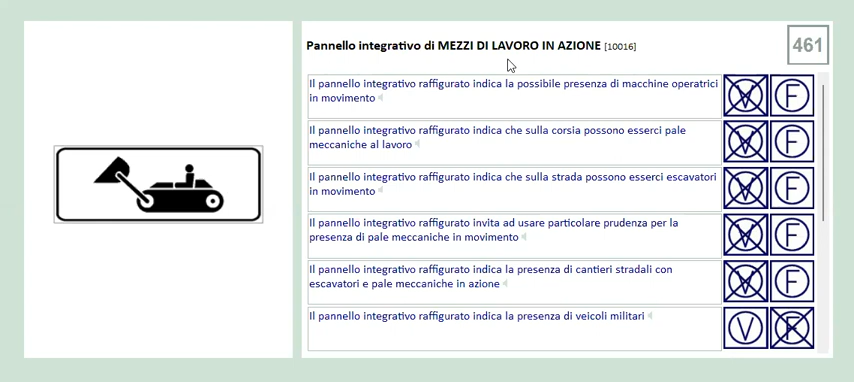 Pannello integrativo di MEZZI DI LAVORO IN AZIONE [10016]
461
Il pannello integrativo raffigurato indica la possibile presenza di macchine operatrici
in movimento
V F
Il pannello integrativo raffigurato indica che sulla corsia possono esserci pale
meccaniche al lavoro
V F
Il pannello integrativo raffigurato indica che sulla strada possono esserci escavatori
in movimento
V F
Il pannello integrativo raffigurato invita ad usare particolare prudenza per la
presenza di pale meccaniche in movimento
V F
Il pannello integrativo raffigurato indica la presenza di cantieri stradali con
escavatori e pale meccaniche in azione
V F
Il pannello integrativo raffigurato indica la presenza di veicoli militari
V F